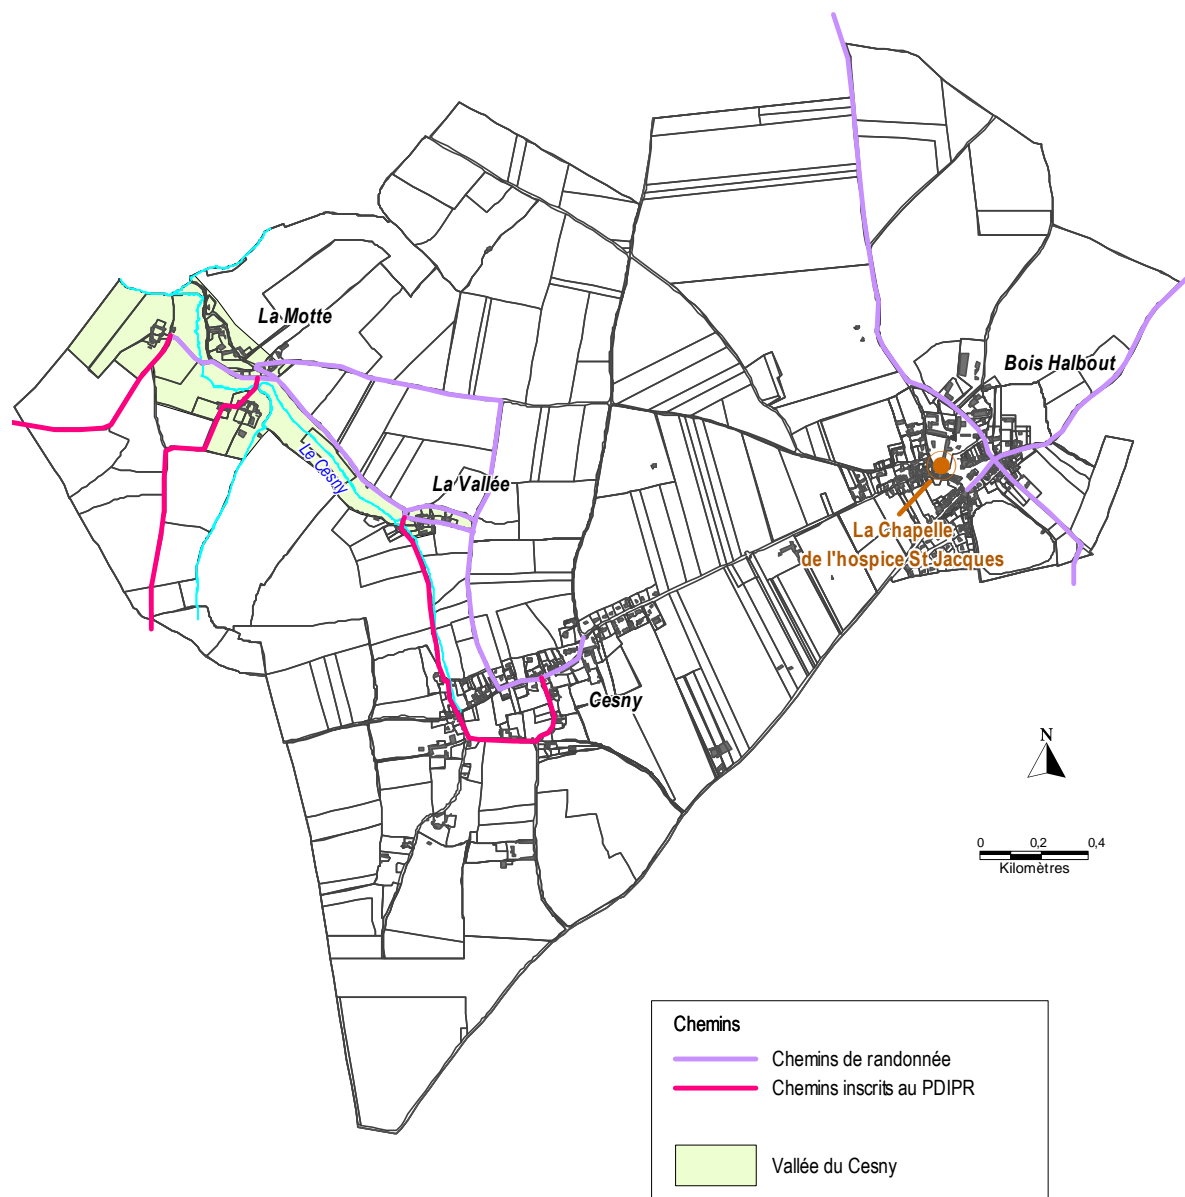 La Motte
Bois Halbout
Le Cesny
La Vallée
La Chapelle
de l'hospice St Jacques
Cesny
N
0 0,2 0,4
Kilomètres
Chemins
Chemins de randonnée
Chemins inscrits au PDIPR
Vallée du Cesny